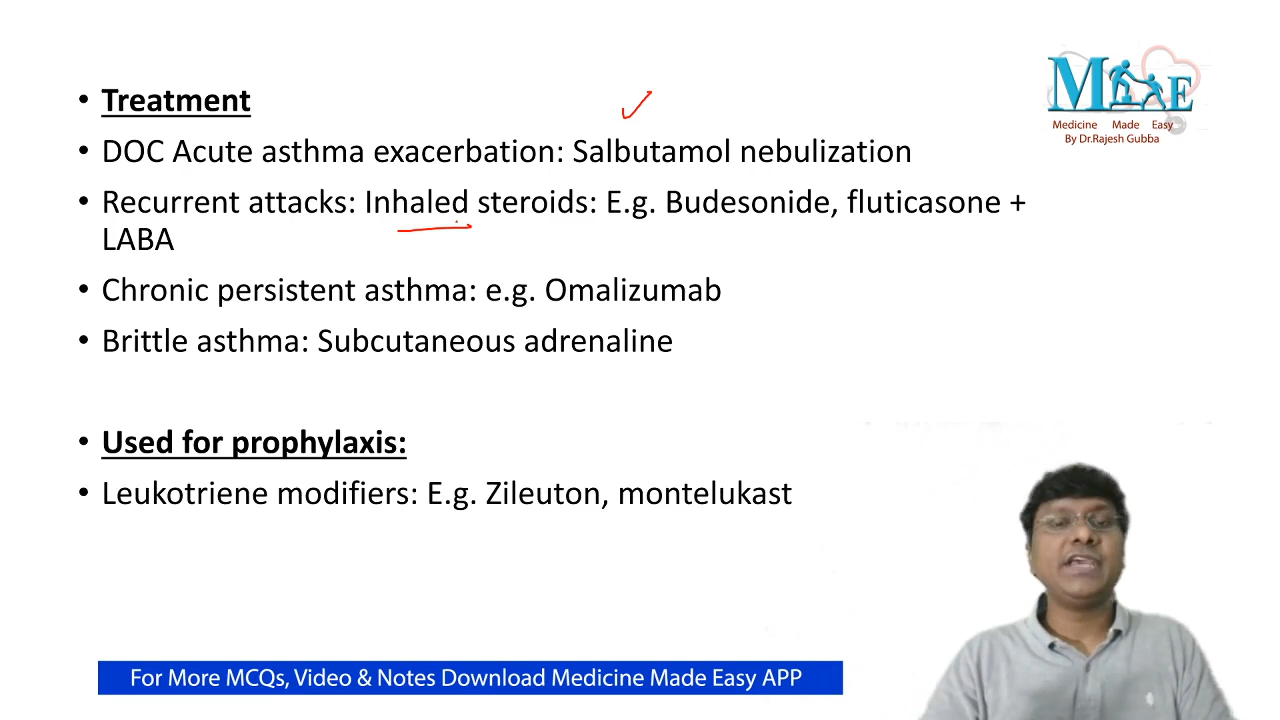 • Treatment
• DOC Acute asthma exacerbation: Salbutamol nebulization
• Recurrent attacks: Inhaled steroids: E.g. Budesonide, fluticasone +
LABA
• Chronic persistent asthma: e.g. Omalizumab
• Brittle asthma: Subcutaneous adrenaline
• Used for prophylaxis:
• Leukotriene modifiers: E.g. Zileuton, montelukast
MME
Medicine Made Easy
By Dr.Rajesh Gubba
For More MCQs, Video & Notes Download Medicine Made Easy APP